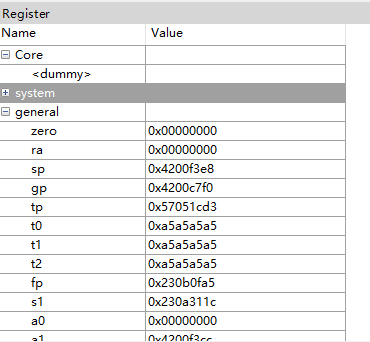 Register
Name Value
Core
<dummy>
system
general
zero 0x00000000
ra 0x00000000
sp 0x4200f3e8
gp 0x4200c7f0
tp 0x57051cd3
t0 0xa5a5a5a5
t1 0xa5a5a5a5
t2 0xa5a5a5a5
fp 0x230b0fa5
s1 0x230a311c
a0 0x00000000
a1 0x4200f3cc